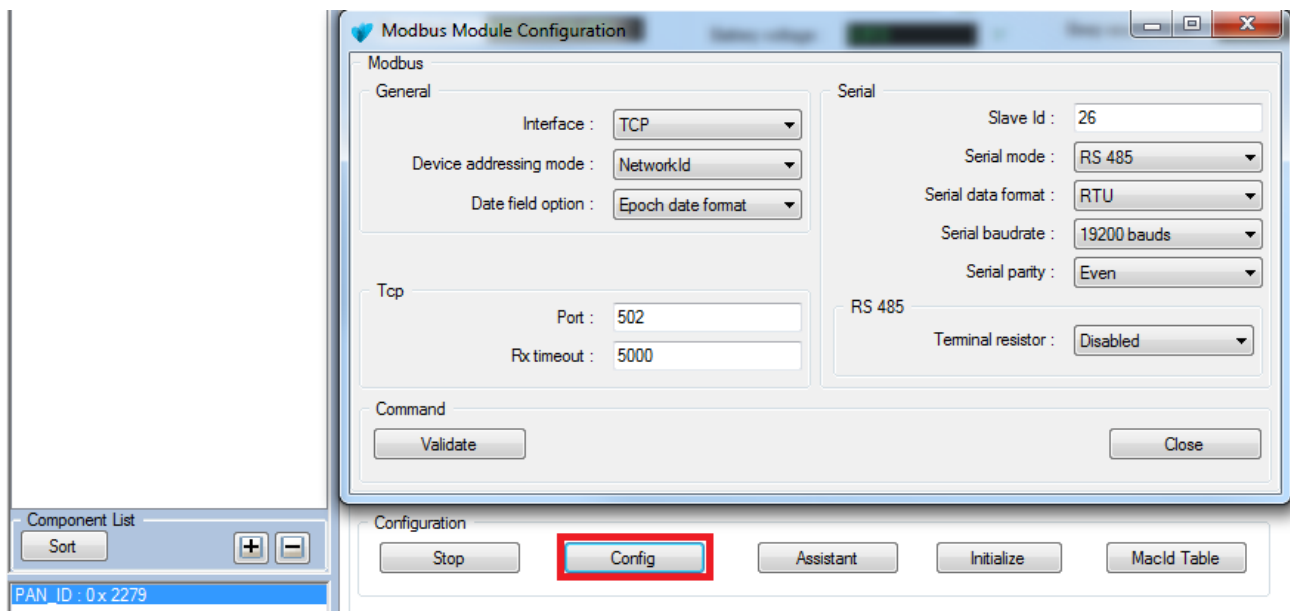 Modbus Module Configuration
Modbus
General
Interface : TCP
Device addressing mode : NetworkId
Date field option : Epoch date format
Tcp
Port : 502
Rx timeout : 5000
Serial
Slave Id : 26
Serial mode : RS 485
Serial data format : RTU
Serial baudrate : 19200 bauds
Serial parity : Even
RS 485
Terminal resistor : Disabled
Command
Validate
Close
Component List
Sort
PAN_ID : 0 x 2279
Configuration
Stop
Config
Assistant
Initialize
MacId Table